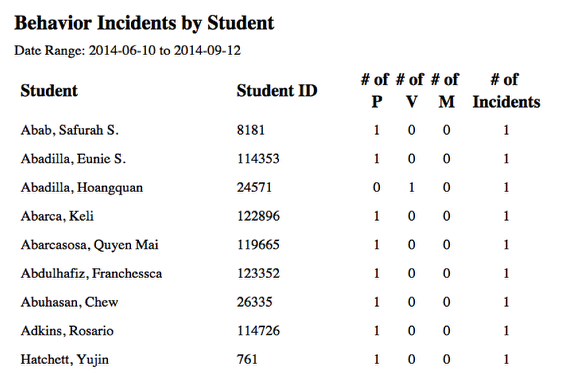 Behavior Incidents by Student
Date Range: 2014-06-10 to 2014-09-12
Student Student ID # of P # of V # of M # of Incidents
Abab, Safurah S. 8181 1 0 0 1
Abadilla, Eunie S. 114353 1 0 0 1
Abadilla, Hoangquan 24571 0 1 0 1
Abarca, Keli 122896 1 0 0 1
Abarcasosa, Quyen Mai 119665 1 0 0 1
Abdulhafiz, Franchessca 123352 1 0 0 1
Abuhasan, Chew 26335 1 0 0 1
Adkins, Rosario 114726 1 0 0 1
Hatchett, Yujin 761 1 0 0 1